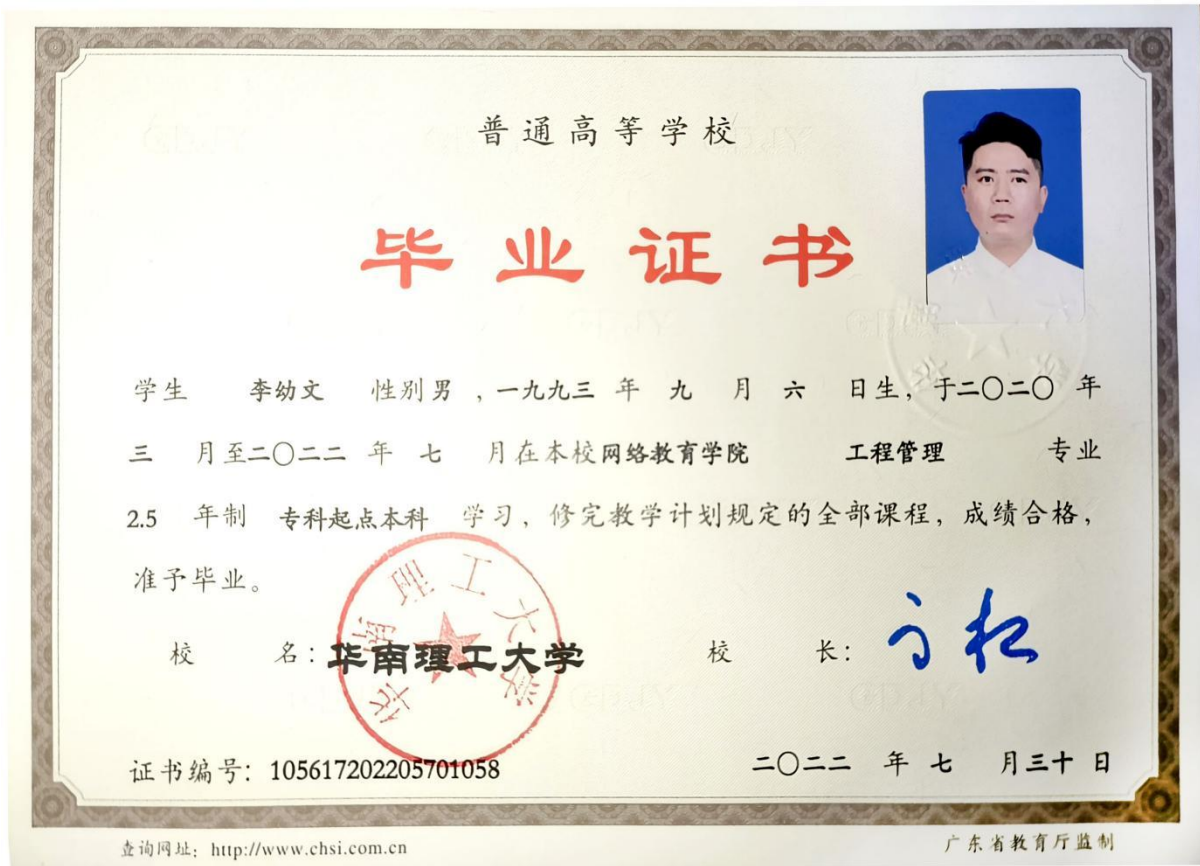 普通高等学校
毕业证书
学生 李幼文 性别男，一九九三年九月六日生，于二〇二〇年
三月至二〇二二年七月在本校网络教育学院 工程管理 专业
2.5 年制 专科起点本科 学习，修完教学计划规定的全部课程，成绩合格，
准予毕业。
校 名：华南理工大学 校 长：
华南理工大学
证书编号：105617202205701058 二〇二二年七月三十日
查询网址：http://www.chsi.com.cn 广东省教育厅监制